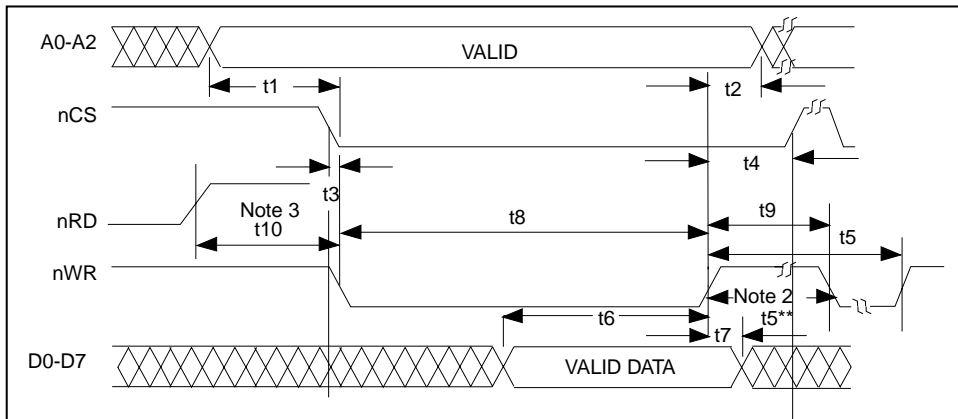 A0-A2
VALID
t1
t2
nCS
t4
t3
nRD
Note 3
t10
t8
t9
t5
nWR
Note 2
t6
t7
t5**
D0-D7
VALID DATA